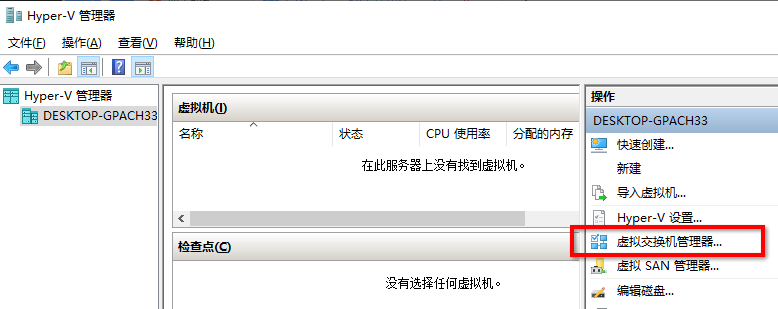 Hyper-V 管理器
文件(F) 操作(A) 查看(V) 帮助(H)
Hyper-V 管理器
DESKTOP-GPACH33
虚拟机(I)
名称 状态 CPU 使用率 分配的内存
在此服务器上没有找到虚拟机。
检查点(C)
没有选择任何虚拟机。
操作
DESKTOP-GPACH33
快速创建...
新建
导入虚拟机...
Hyper-V 设置...
虚拟交换机管理器...
虚拟 SAN 管理器...
编辑磁盘...